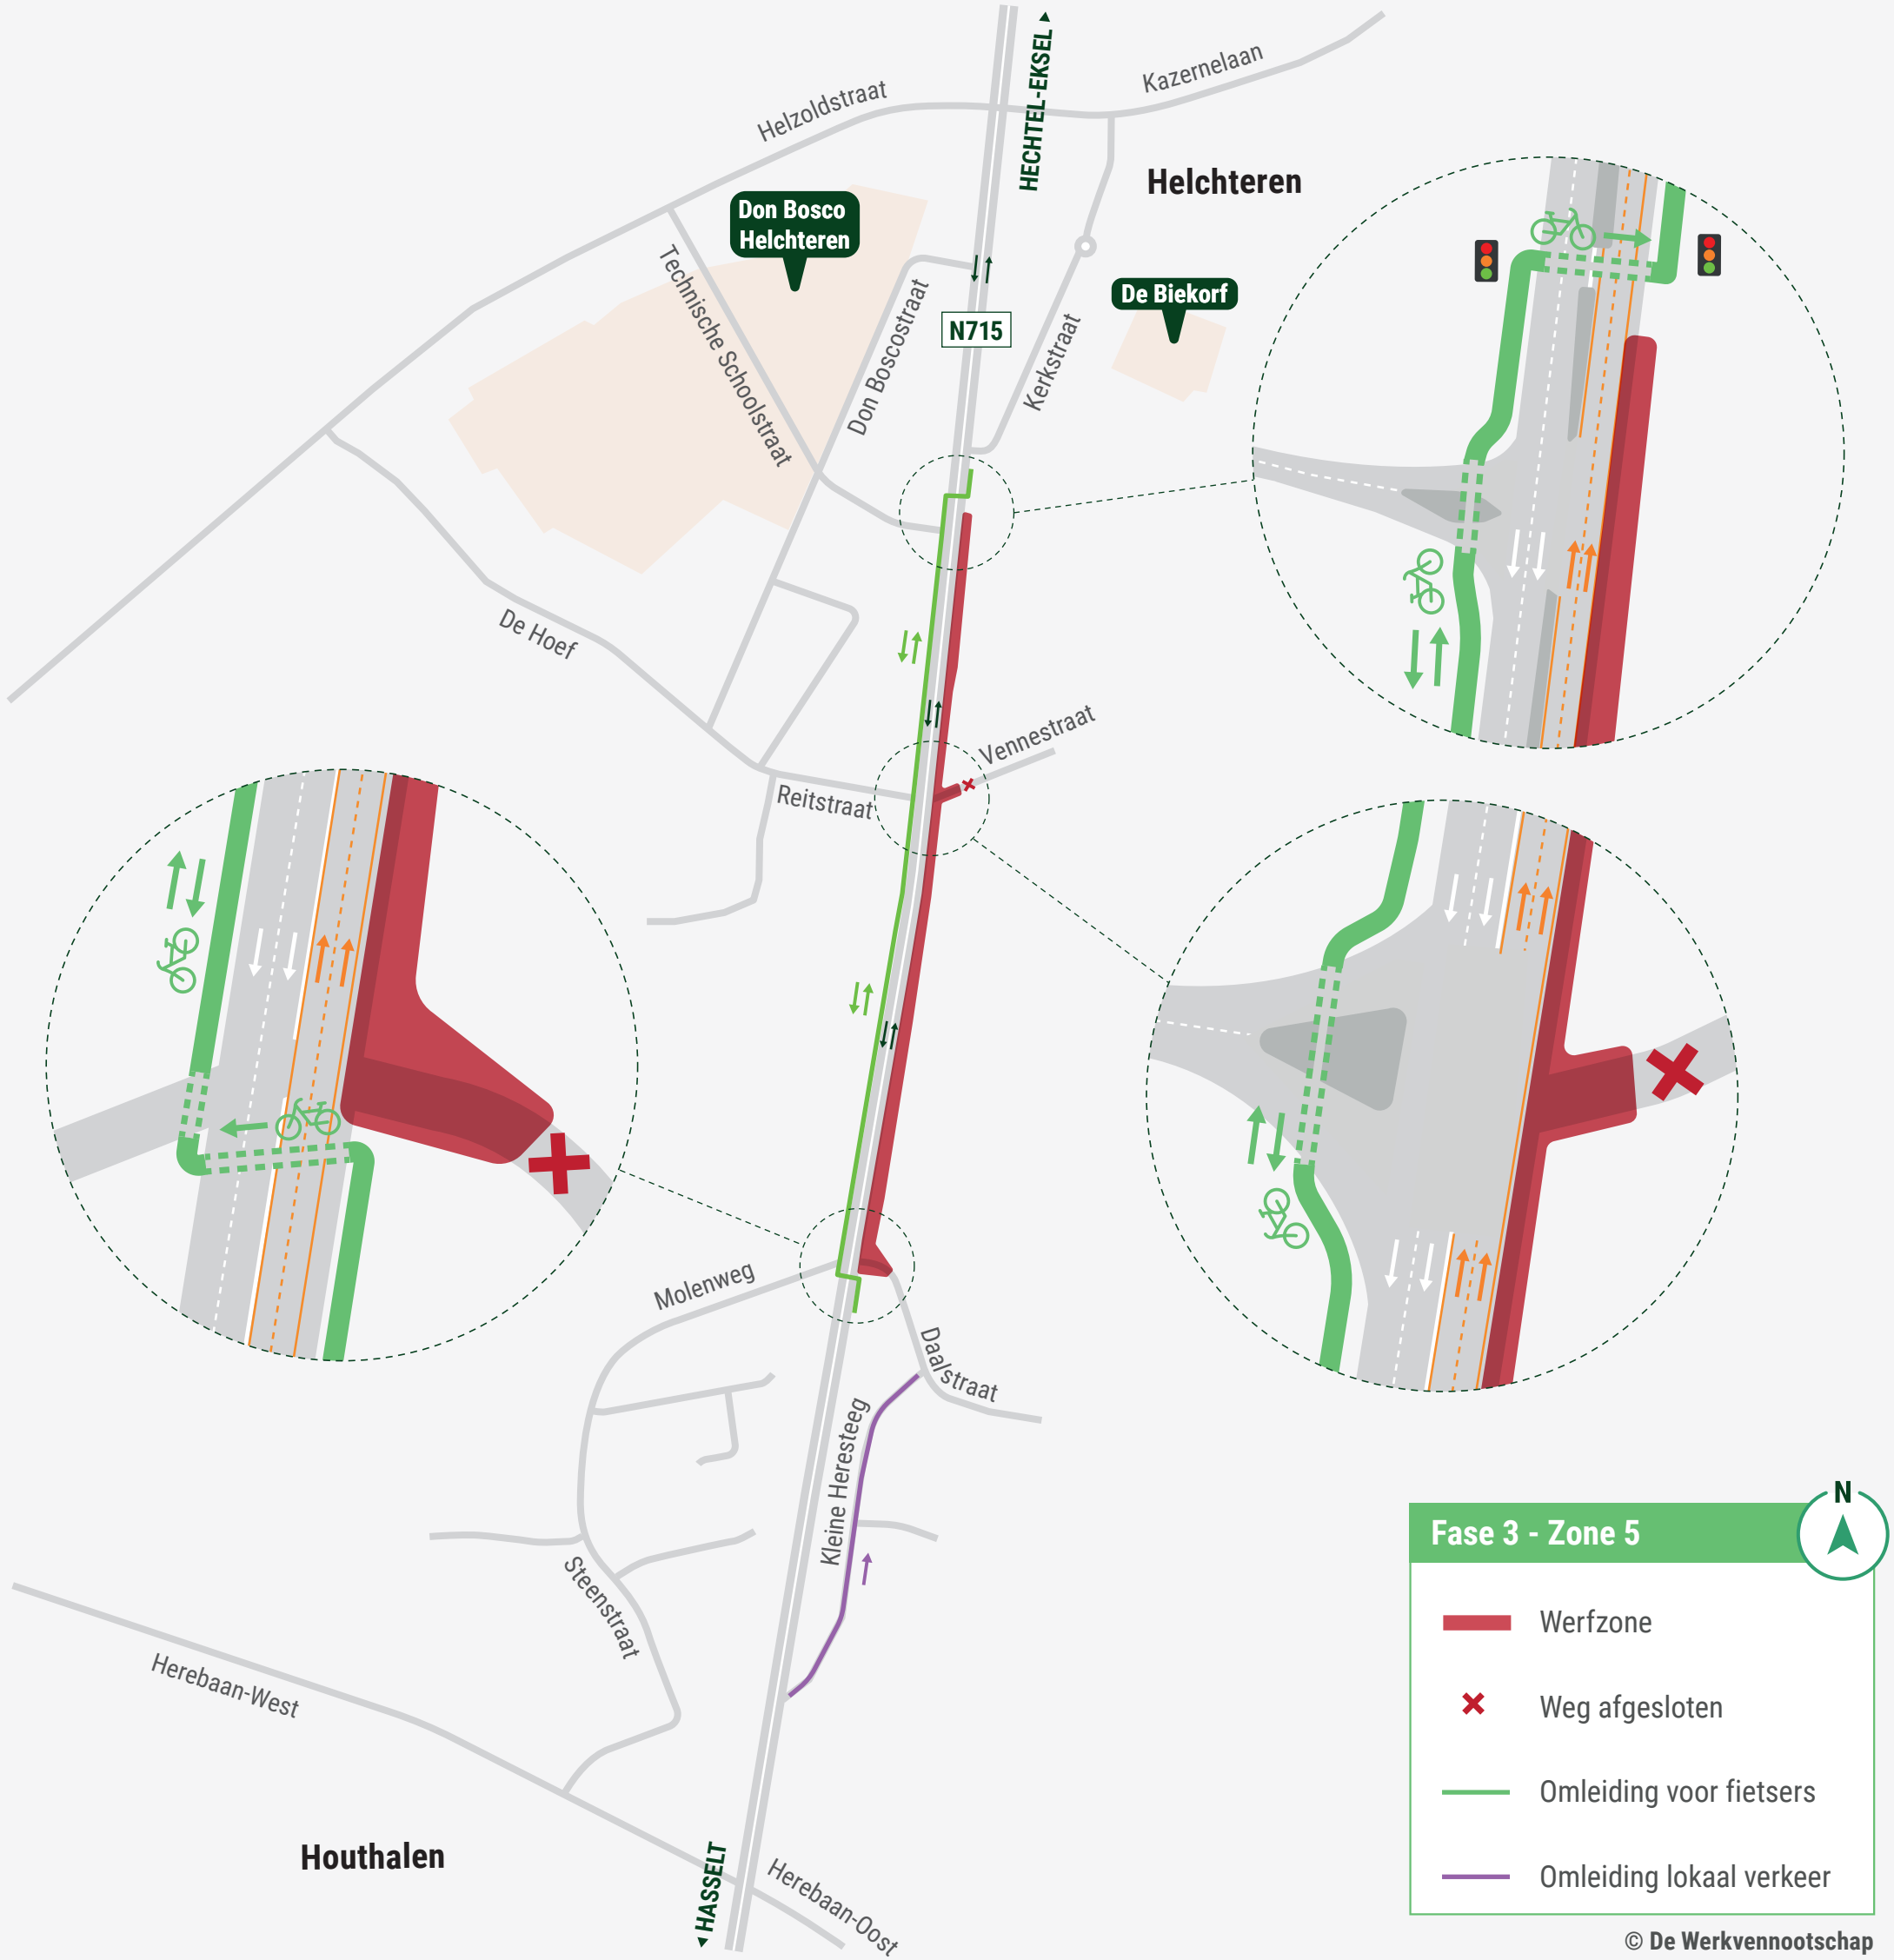 HECHTEL-EKSEL
Kazernelaan
Helzoldstraat
Helchteren
Don Bosco
Helchteren
Technische Schoolstraat
Don Boscostraat
De Biekorf
N715
Kerkstraat
De Hoef
Vennestraat
Reitstraat
Molenweg
Daalstraat
Kleine Heresteeg
Steenstraat
Herebaan-West
Houthalen
HASSELT
Herebaan-Oost
N
Fase 3 - Zone 5
Werfzone
Weg afgesloten
Omleiding voor fietsers
Omleiding lokaal verkeer
© De Werkvennootschap